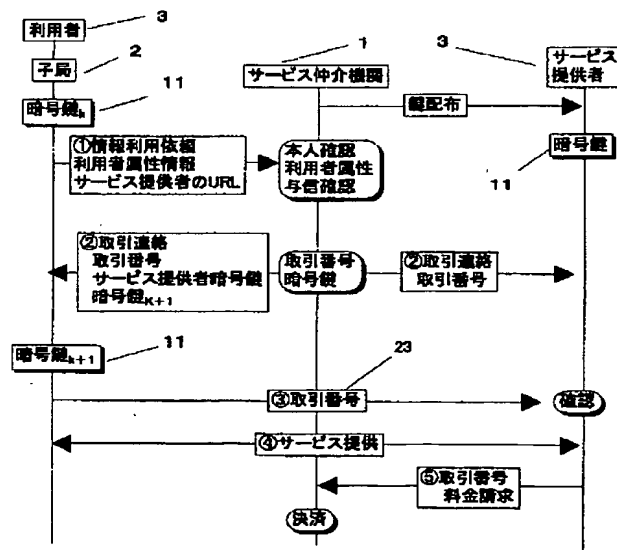 利用者
3
子局
2
暗号鍵k
11
サービス仲介機関
1
サービス
提供者
3
鍵配布
暗号鍵
11
①情報利用依頼
利用者属性情報
サービス提供者のURL
本人確認
利用者属性
与信確認
②取引連絡
取引番号
サービス提供者暗号鍵
暗号鍵K+1
取引番号
暗号鍵
②取引連絡
取引番号
暗号鍵k+1
11
23
③取引番号
確認
④サービス提供
⑤取引番号
料金請求
決済